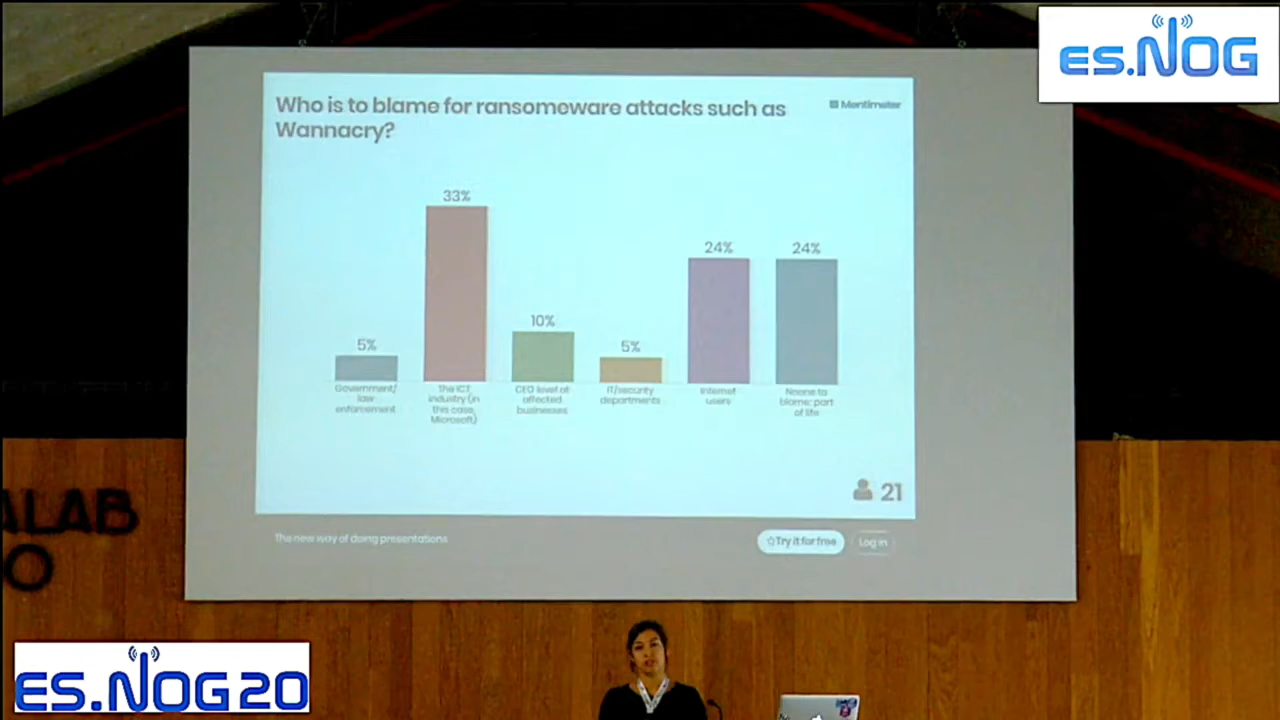 es.NOG
Who is to blame for ransomeware attacks such as
Wannacry?
Mentimeter
33%
24%
24%
10%
5%
5%
Government/
law
enforcement
The ICT
industry (in
this case,
Microsoft)
CEO level of
affected
businesses
IT/security
departments
Internet
users
Noone to
blame; part
of life
21
The new way of doing presentations
Try it for free
Log in
ALAB
O
ES.NOG20